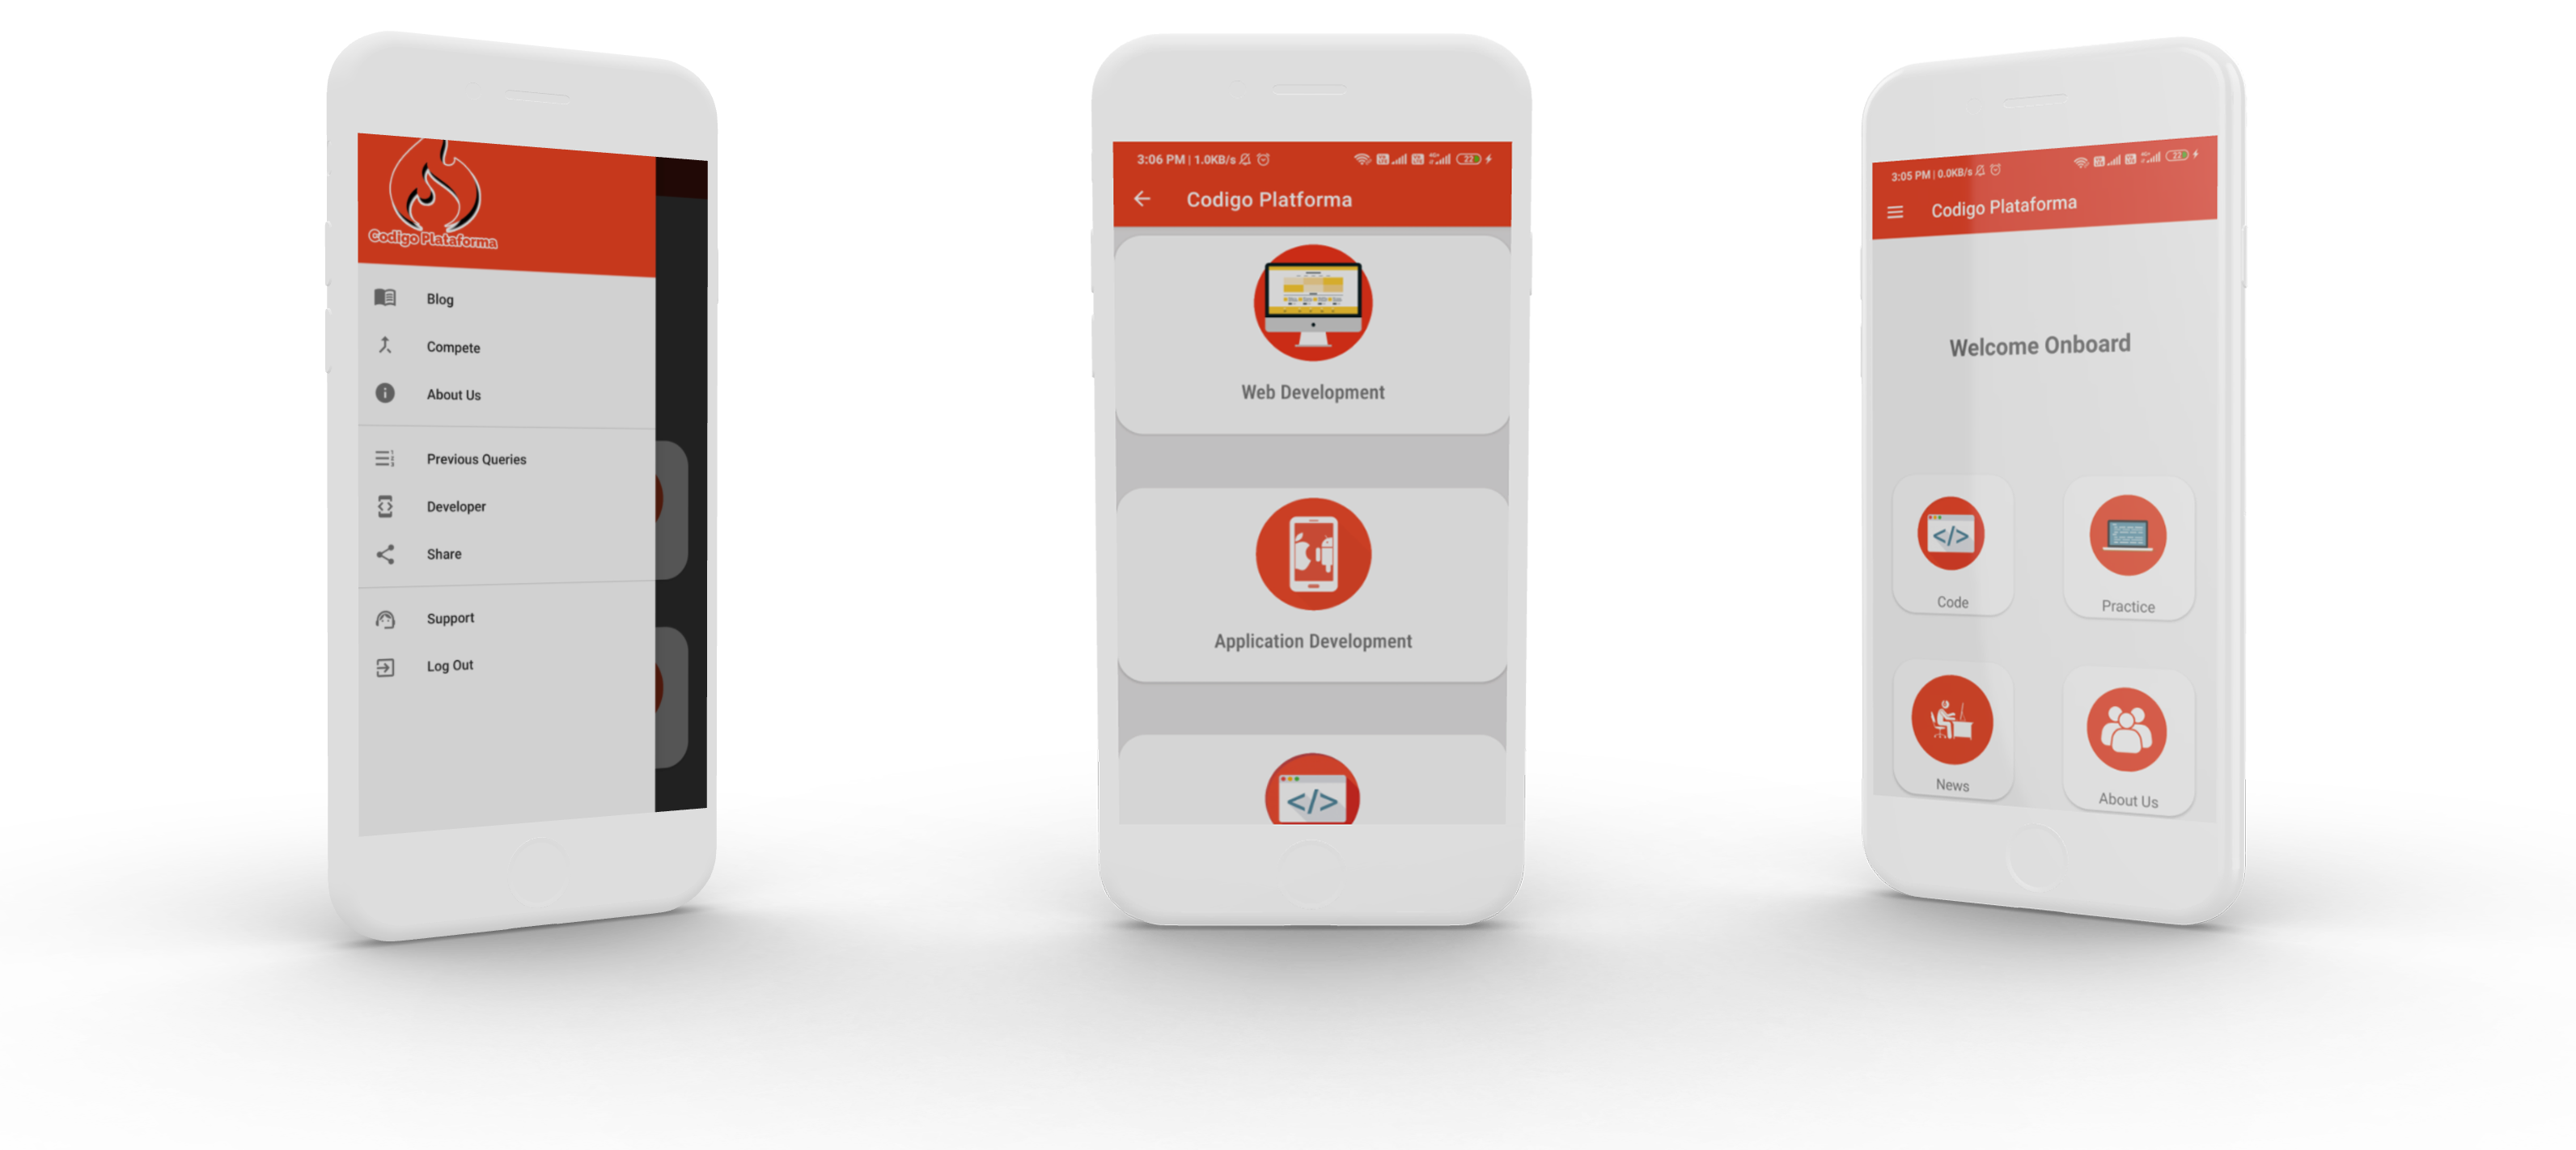 Codigo Plataforma
Blog
Compete
About Us
Previous Queries
Developer
Share
Support
Log Out
3:06 PM | 1.0KB/s
22
Codigo Platforma
Web Development
Application Development
</>
3:05 PM | 0.0KB/s
22
Codigo Plataforma
Welcome Onboard
</>
Code
Practice
News
About Us